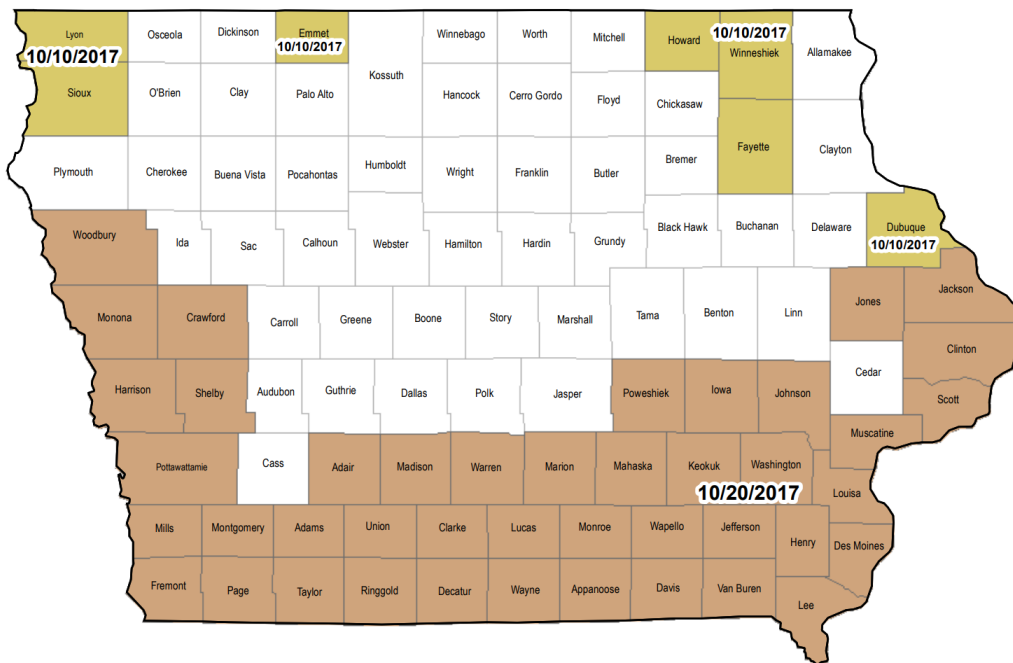 Lyon
Osceola
Dickinson
Emmet
Winnebago
Worth
Mitchell
Howard
10/10/2017
Winneshiek
Allamakee
10/10/2017
10/10/2017
Kossuth
Sioux
O'Brien
Clay
Palo Alto
Hancock
Cerro Gordo
Floyd
Chickasaw
Fayette
Clayton
Plymouth
Cherokee
Buena Vista
Pocahontas
Humboldt
Wright
Franklin
Butler
Bremer
Woodbury
Ida
Sac
Calhoun
Webster
Hamilton
Hardin
Grundy
Black Hawk
Buchanan
Delaware
Dubuque
10/10/2017
Monona
Crawford
Carroll
Greene
Boone
Story
Marshall
Tama
Benton
Linn
Jones
Jackson
Clinton
Harrison
Shelby
Audubon
Guthrie
Dallas
Polk
Jasper
Poweshiek
Iowa
Johnson
Cedar
Scott
Muscatine
Pottawattamie
Cass
Adair
Madison
Warren
Marion
Mahaska
Keokuk
Washington
10/20/2017
Louisa
Mills
Montgomery
Adams
Union
Clarke
Lucas
Monroe
Wapello
Jefferson
Henry
Des Moines
Fremont
Page
Taylor
Ringgold
Decatur
Wayne
Appanoose
Davis
Van Buren
Lee